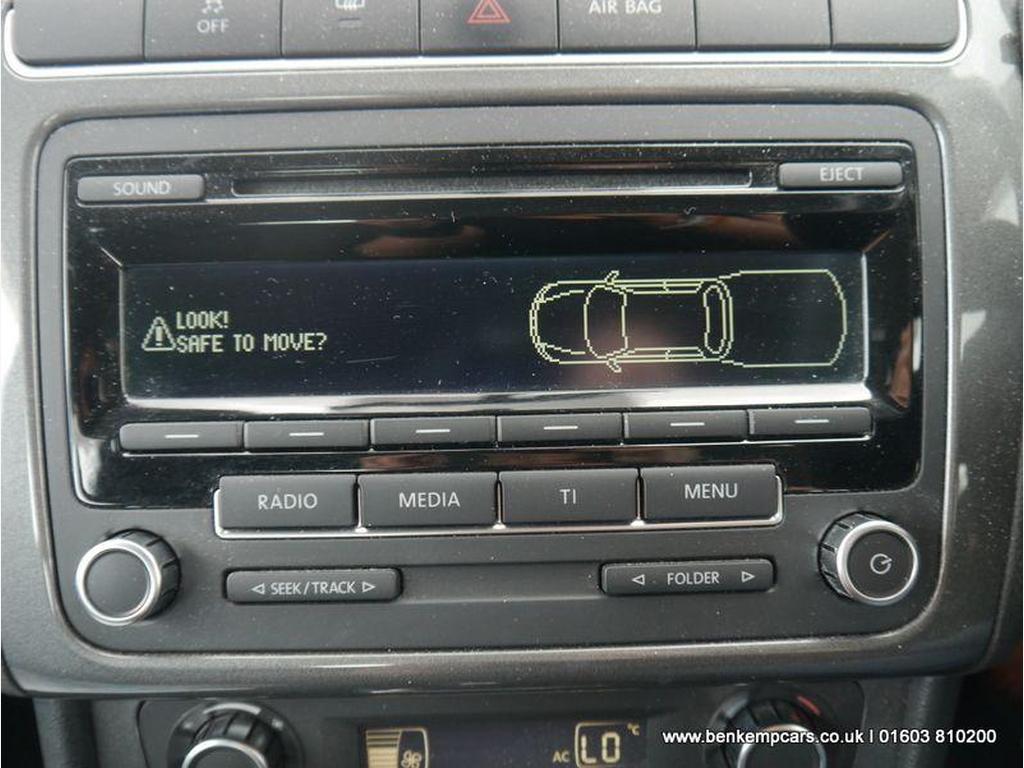 OFF
AIR BAG
SOUND
EJECT
LOOK!
SAFE TO MOVE?
RADIO
MEDIA
TI
MENU
SEEK/TRACK
FOLDER
AC LO °C
www.benkempcars.co.uk | 01603 810200